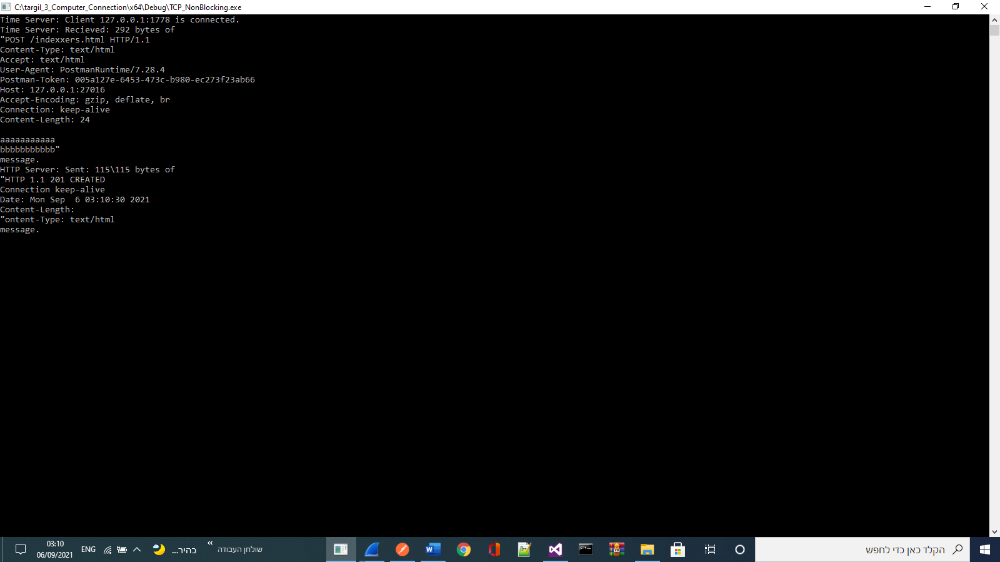 C:\targil_3_Computer_Connection\x64\Debug\TCP_NonBlocking.exe
Time Server: Client 127.0.0.1:1778 is connected.
Time Server: Recieved: 292 bytes of
"POST /indexxers.html HTTP/1.1
Content-Type: text/html
Accept: text/html
User-Agent: PostmanRuntime/7.28.4
Postman-Token: 005a127e-6453-473c-b980-ec273f23ab66
Host: 127.0.0.1:27016
Accept-Encoding: gzip, deflate, br
Connection: keep-alive
Content-Length: 24
aaaaaaaaaaa
bbbbbbbbbbb"
message.
HTTP Server: Sent: 115\115 bytes of
"HTTP 1.1 201 CREATED
Connection keep-alive
Date: Mon Sep  6 03:10:30 2021
Content-Length:
"ontent-Type: text/html
message.
03:10
06/09/2021
ENG
בהיר...
שולחן העבודה
הקלד כאן כדי לחפש